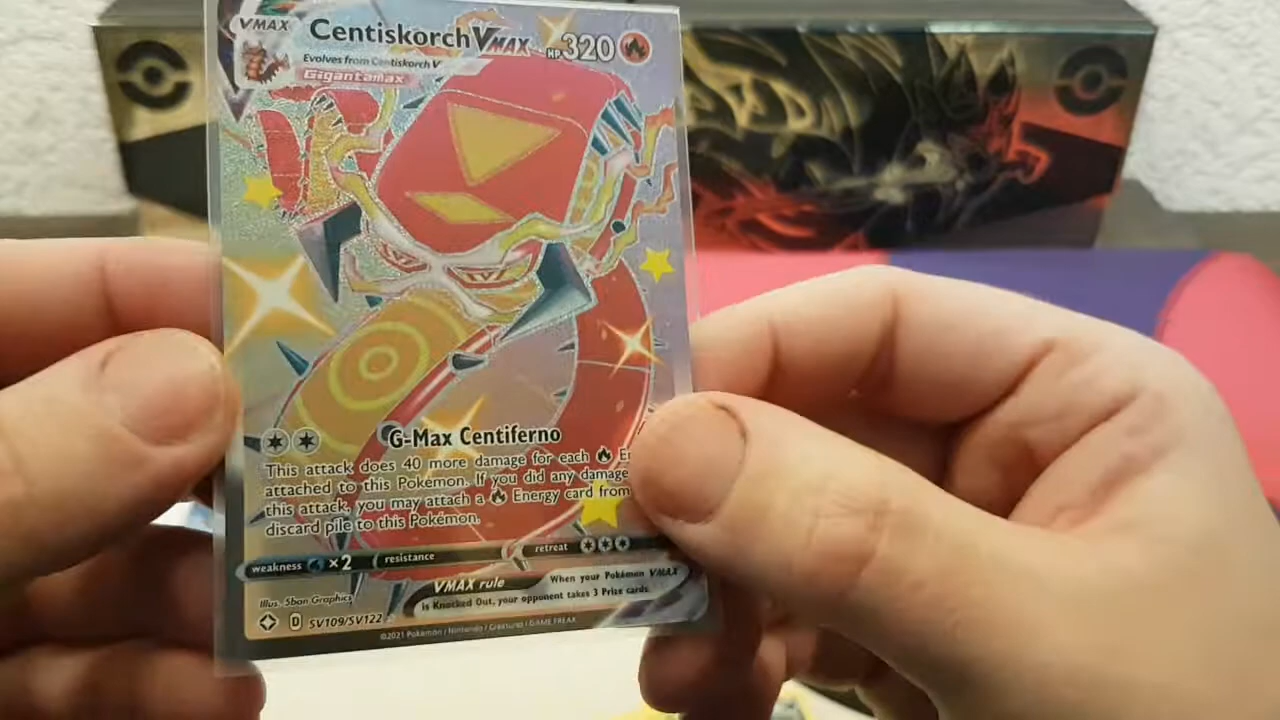 VMAX Centiskorch VMAX HP 320
Evolves from Centiskorch V
Gigantamax
G-Max Centiferno
This attack does 40 more damage for each
attached to this Pokémon. If you did any damage
this attack, you may attach a Energy card from
discard pile to this Pokémon.
weakness ×2 resistance retreat
VMAX rule When your Pokémon VMAX
is Knocked Out, your opponent takes 3 Prize cards.
Illus. 5ban Graphics
D SV109/SV122
©2021 Pokémon / Nintendo / Creatures / GAME FREAK